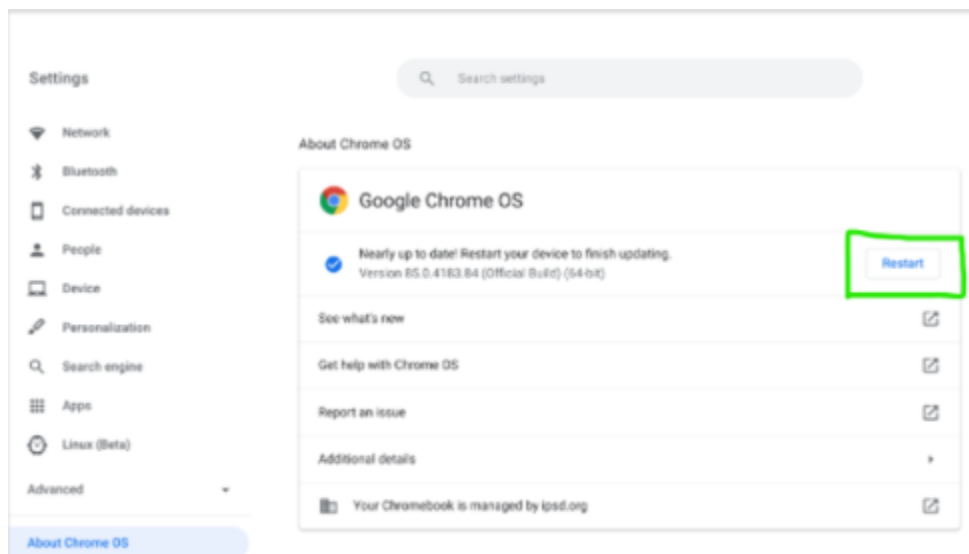 Settings
Search settings
Network
Bluetooth
Connected devices
People
Device
Personalization
Search engine
Apps
Linux (Beta)
Advanced
About Chrome OS
About Chrome OS
Google Chrome OS
Nearly up to date! Restart your device to finish updating.
Version 85.0.4183.84 (Official Build) (64-bit)
Restart
See what's new
Get help with Chrome OS
Report an issue
Additional details
Your Chromebook is managed by ipsd.org